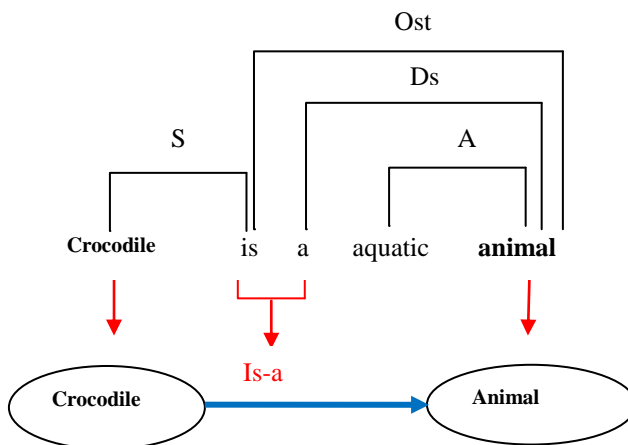 Ost
Ds
S A
Crocodile is a aquatic animal
Is-a
Crocodile Animal